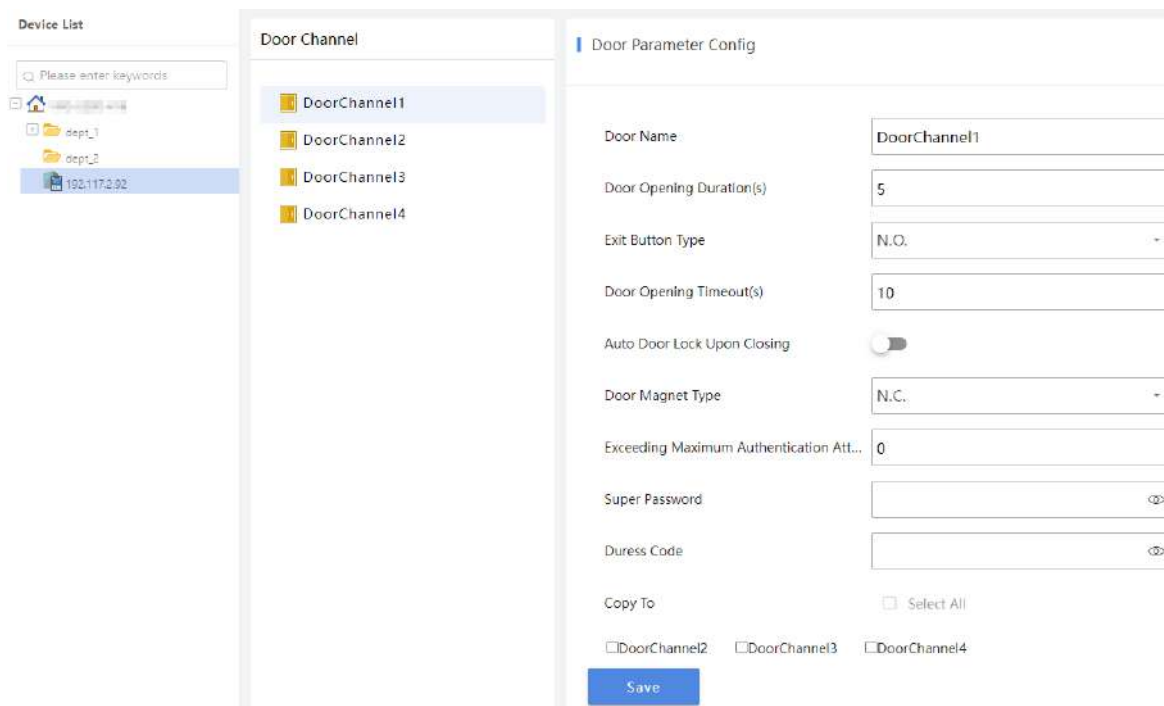 Device List
Please enter keywords
dept_1
dept_2
192.117.2.92
Door Channel
DoorChannel1
DoorChannel2
DoorChannel3
DoorChannel4
Door Parameter Config
Door Name DoorChannel1
Door Opening Duration(s) 5
Exit Button Type N.O.
Door Opening Timeout(s) 10
Auto Door Lock Upon Closing
Door Magnet Type N.C.
Exceeding Maximum Authentication Att... 0
Super Password
Duress Code
Copy To Select All
DoorChannel2 DoorChannel3 DoorChannel4
Save